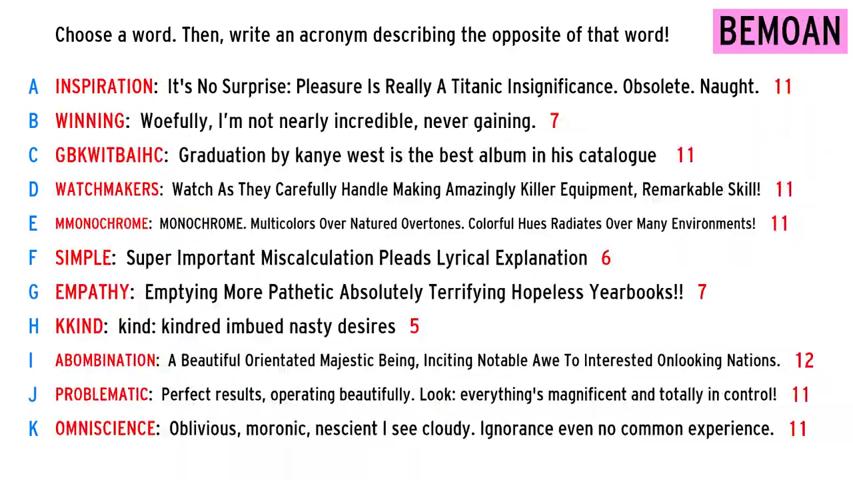 Choose a word. Then, write an acronym describing the opposite of that word!
BEMOAN
A INSPIRATION: It's No Surprise: Pleasure Is Really A Titanic Insignificance. Obsolete. Naught. 11
B WINNING: Woefully, I'm not nearly incredible, never gaining. 7
C GBKWITBAIHC: Graduation by kanye west is the best album in his catalogue 11
D WATCHMAKERS: Watch As They Carefully Handle Making Amazingly Killer Equipment, Remarkable Skill! 11
E MMONOCHROME: MONOCHROME. Multicolors Over Natured Overtones. Colorful Hues Radiates Over Many Environments! 11
F SIMPLE: Super Important Miscalculation Pleads Lyrical Explanation 6
G EMPATHY: Emptying More Pathetic Absolutely Terrifying Hopeless Yearbooks!! 7
H KKIND: kind: kindred imbued nasty desires 5
I ABOMBINATION: A Beautiful Orientated Majestic Being, Inciting Notable Awe To Interested Onlooking Nations. 12
J PROBLEMATIC: Perfect results, operating beautifully. Look: everything's magnificent and totally in control! 11
K OMNISCIENCE: Oblivious, moronic, nescient I see cloudy. Ignorance even no common experience. 11